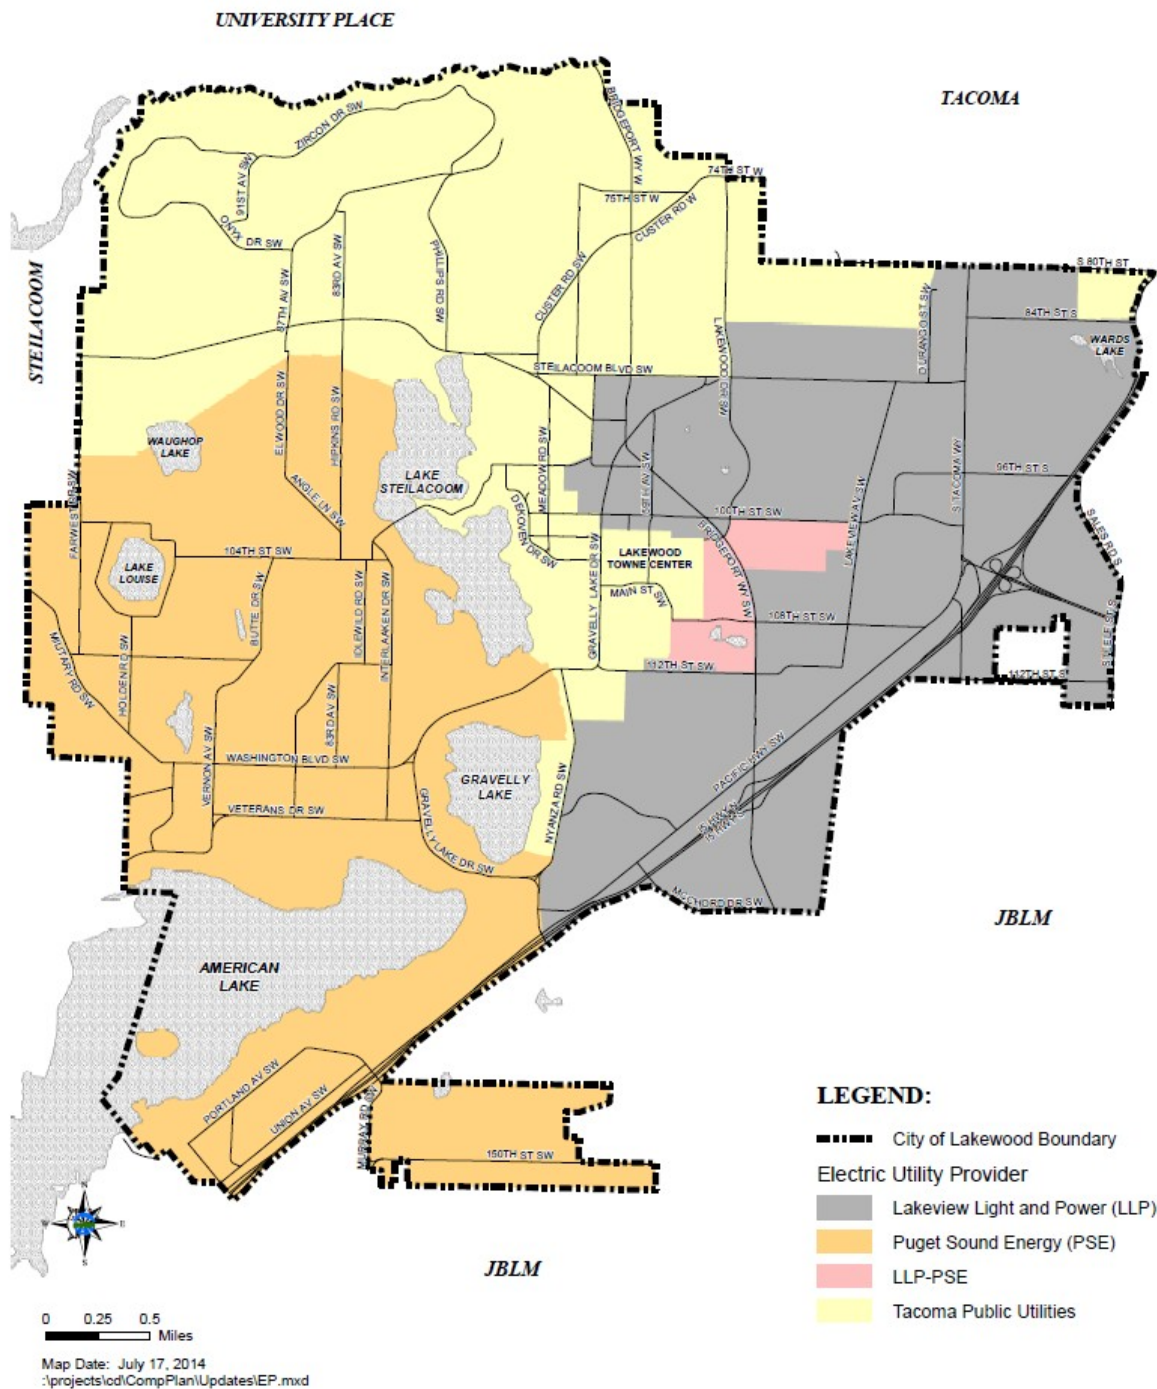 UNIVERSITY PLACE
TACOMA
STEILACOOM
ZIRCON DR SW
91ST AV SW
ONYX DR SW
87TH AV SW
83RD AV SW
PHILLIPS RD SW
BRIDGEPORT WY W
74TH ST W
75TH ST W
CUSTER RD W
CUSTER RD SW
S 80TH ST
84TH ST S
WARDS
LAKE
DURANGO ST SW
LAKEWOOD DR SW
STEILACOOM BLVD SW
ELWOOD DR SW
HIPKINS RD SW
WAUGHOP
LAKE
LAKE
STEILACOOM
MEADOW RD SW
DEKOVEN DR SW
59TH AV SW
96TH ST S
S TACOMA WY
LAKEVIEW AV SW
100TH ST SW
BRIDGEPORT WY SW
SALES RD S
FARWEST DR SW
ANGLE LN SW
104TH ST SW
LAKE
LOUISE
BUTTE DR SW
IDLEWILD RD SW
INTERLAAKEN DR SW
GRAVELLY LAKE DR SW
LAKEWOOD
TOWNE CENTER
MAIN ST SW
108TH ST SW
STEELE ST S
112TH ST SW
112TH ST S
MUTARY RD SW
HOLDEN RD SW
83RD AV SW
VERNON AV SW
WASHINGTON BLVD SW
VETERANS DR SW
GRAVELLY LAKE DR SW
GRAVELLY
LAKE
NYANZA RD SW
PACIFIC HWY SW
I5 HWY N
I5 HWY S
MCCHORD DR SW
JBLM
AMERICAN
LAKE
PORTLAND AV SW
UNION AV SW
MURRAY RD SW
150TH ST SW
JBLM
N
W
E
S
LEGEND:
City of Lakewood Boundary
Electric Utility Provider
Lakeview Light and Power (LLP)
Puget Sound Energy (PSE)
LLP-PSE
Tacoma Public Utilities
0 0.25 0.5
Miles
Map Date: July 17, 2014
:\projects\cd\CompPlan\Updates\EP.mxd